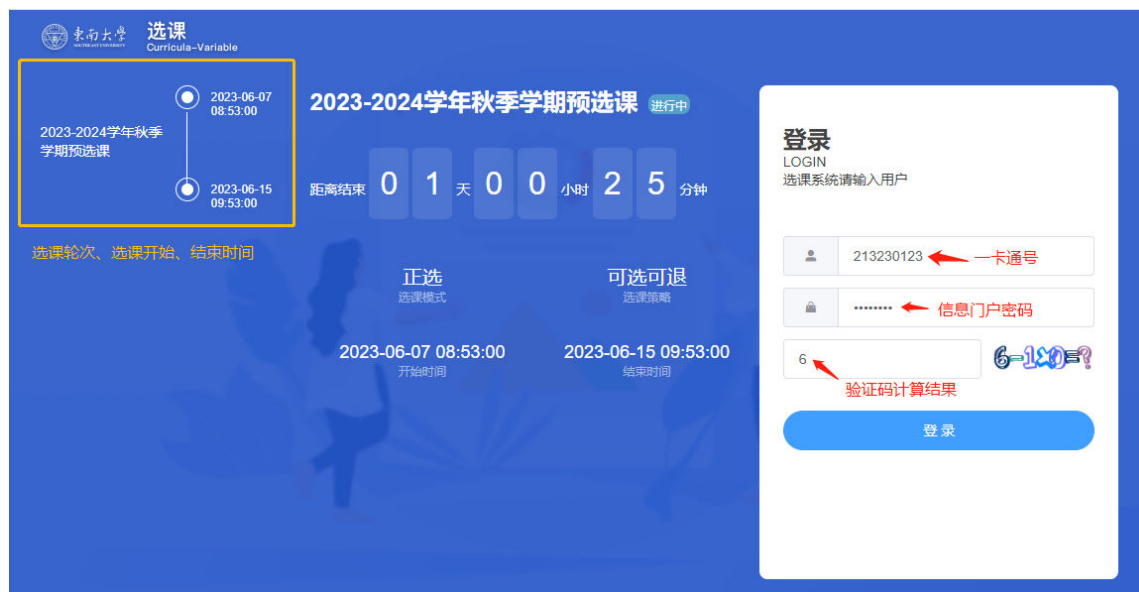 东南大学
SOUTHEAST UNIVERSITY
选课
Curricula-Variable
2023-2024学年秋季
学期预选课
2023-06-07
08:53:00
2023-06-15
09:53:00
选课轮次、选课开始、结束时间
2023-2024学年秋季学期预选课 进行中
距离结束 0 1 天 0 0 小时 2 5 分钟
正选
选课模式
可选可退
选课策略
2023-06-07 08:53:00
开始时间
2023-06-15 09:53:00
结束时间
登录
LOGIN
选课系统请输入用户
213230123 一卡通号
•••••••• 信息门户密码
6 6-1×0=?
验证码计算结果
登 录